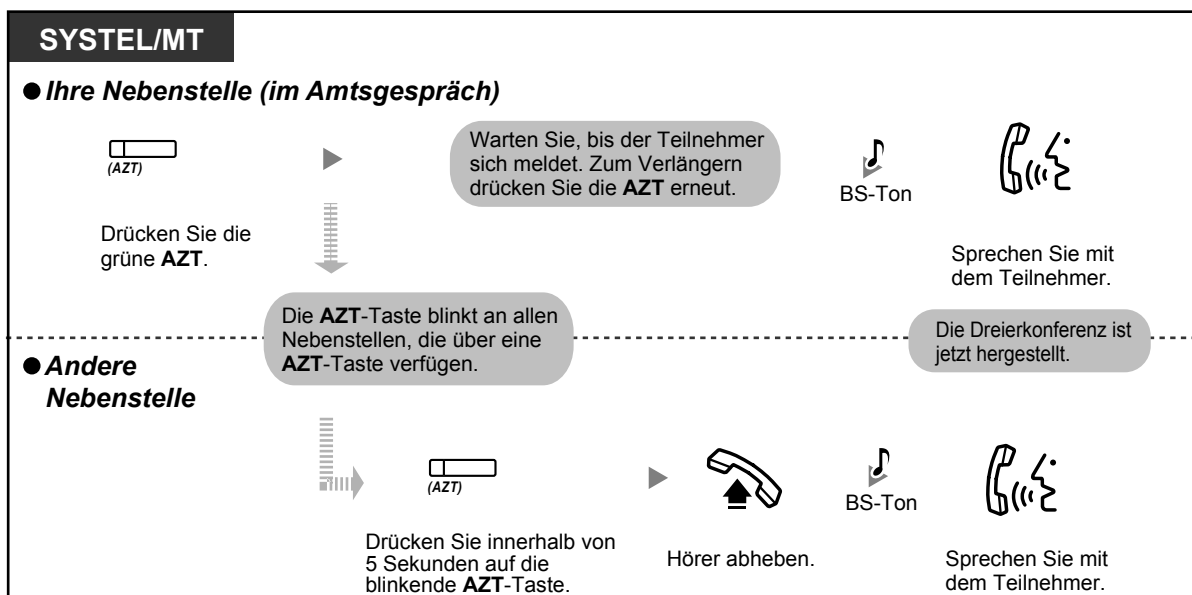 SYSTEL/MT
● Ihre Nebenstelle (im Amtsgespräch)
(AZT)
Drücken Sie die
grüne AZT.
Warten Sie, bis der Teilnehmer
sich meldet. Zum Verlängern
drücken Sie die AZT erneut.
BS-Ton
Sprechen Sie mit
dem Teilnehmer.
Die AZT-Taste blinkt an allen
Nebenstellen, die über eine
AZT-Taste verfügen.
Die Dreierkonferenz ist
jetzt hergestellt.
● Andere
Nebenstelle
(AZT)
Drücken Sie innerhalb von
5 Sekunden auf die
blinkende AZT-Taste.
Hörer abheben.
BS-Ton
Sprechen Sie mit
dem Teilnehmer.